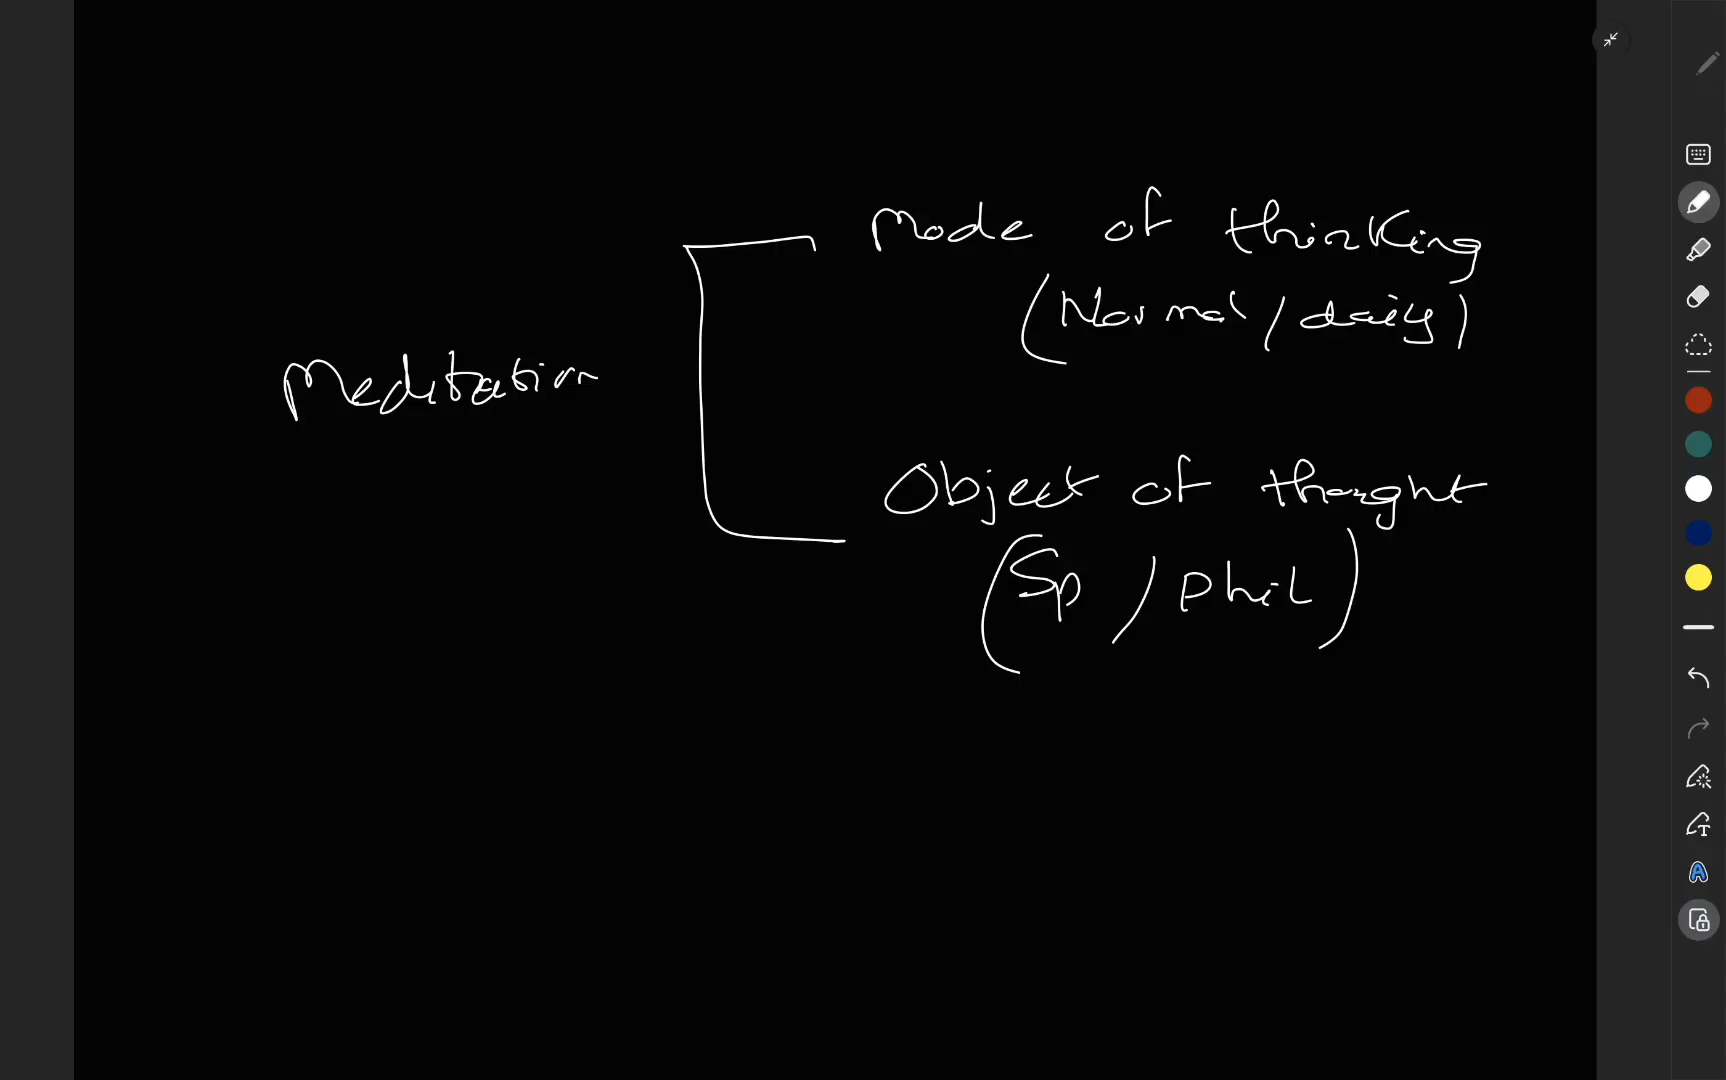 Mode of thinking
(Normal/daily)
Meditation
Object of thought
(Sp / Phil)